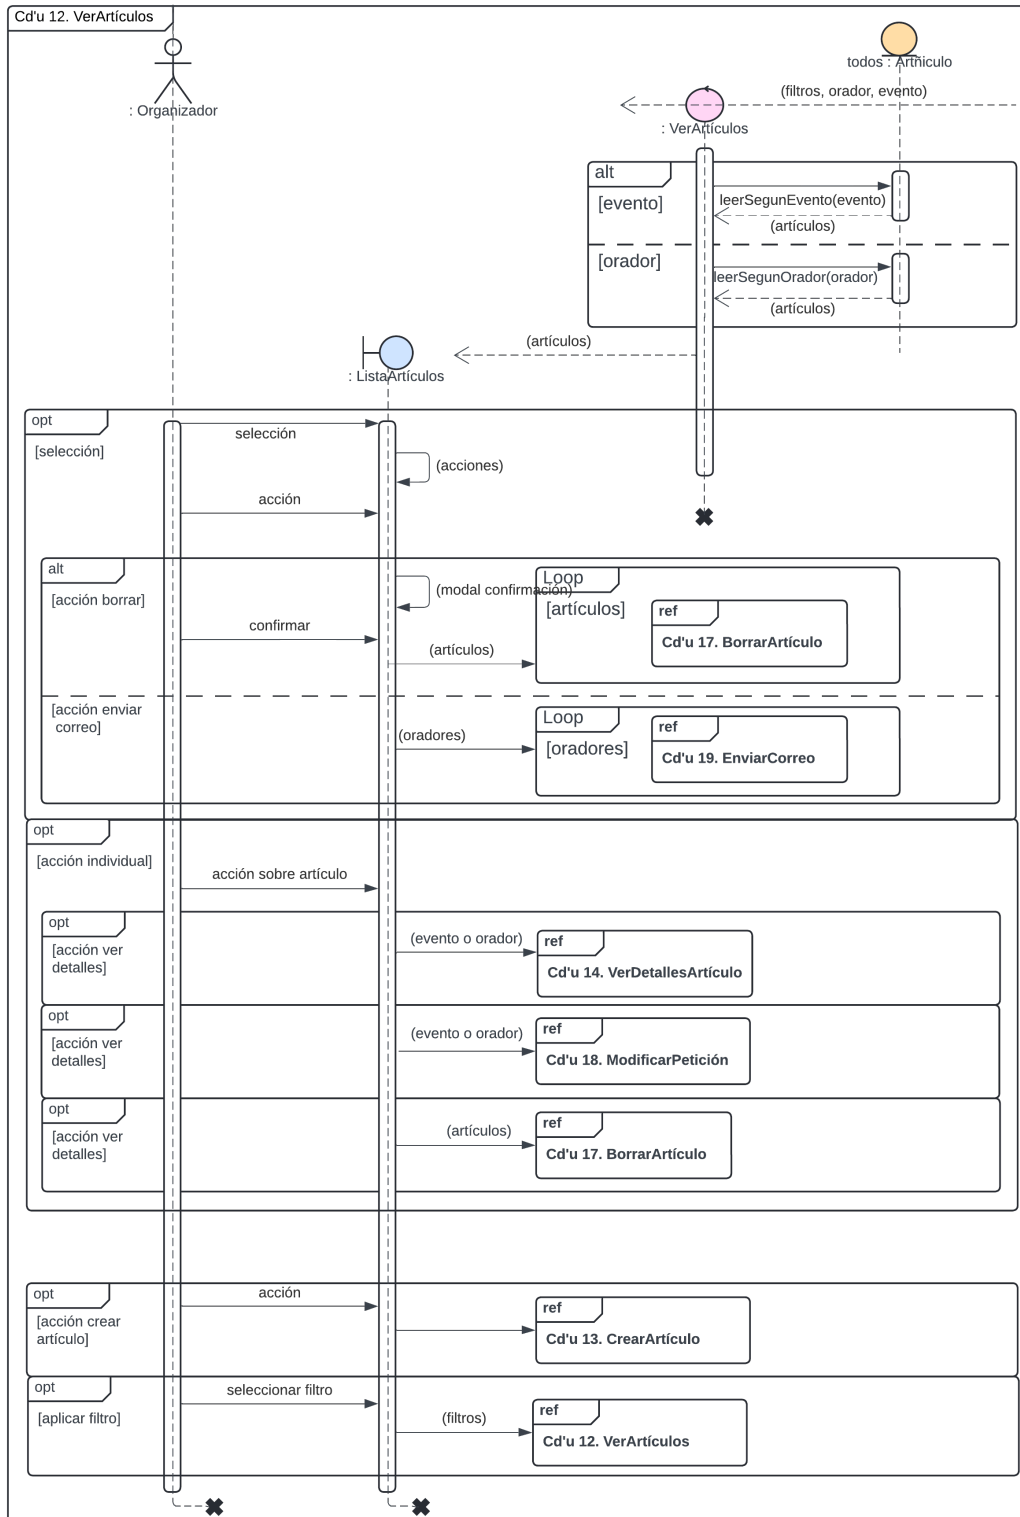 Cd'u 12. VerArtículos
: Organizador
todos : Artñiculo
(filtros, orador, evento)
: VerArtículos
alt
[evento]
leerSegunEvento(evento)
(artículos)
[orador]
leerSegunOrador(orador)
(artículos)
(artículos)
: ListaArtículos
opt
[selección]
selección
(acciones)
acción
alt
[acción borrar]
(modal confirmación)
confirmar
(artículos)
Loop
[artículos]
ref
Cd'u 17. BorrarArtículo
[acción enviar
correo]
(oradores)
Loop
[oradores]
ref
Cd'u 19. EnviarCorreo
opt
[acción individual]
acción sobre artículo
opt
[acción ver
detalles]
(evento o orador)
ref
Cd'u 14. VerDetallesArtículo
opt
[acción ver
detalles]
(evento o orador)
ref
Cd'u 18. ModificarPetición
opt
[acción ver
detalles]
(artículos)
ref
Cd'u 17. BorrarArtículo
opt
[acción crear
artículo]
acción
ref
Cd'u 13. CrearArtículo
opt
[aplicar filtro]
seleccionar filtro
(filtros)
ref
Cd'u 12. VerArtículos